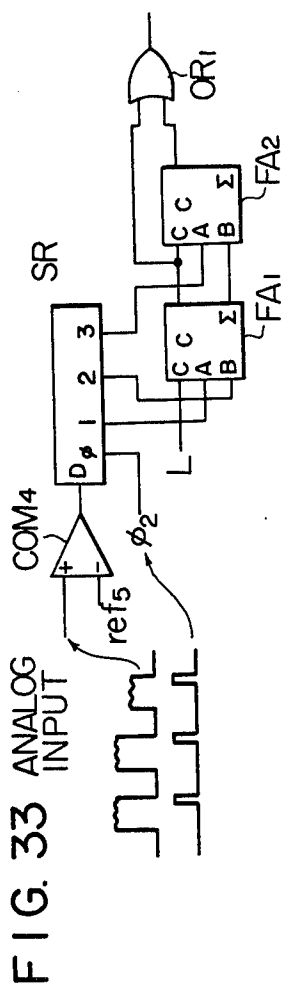 FIG. 33
ANALOG
INPUT
COM4
+
-
ref5
φ2
SR
D
φ
1
2
3
L
C
A
B
C
Σ
FA1
C
A
B
C
Σ
FA2
OR1